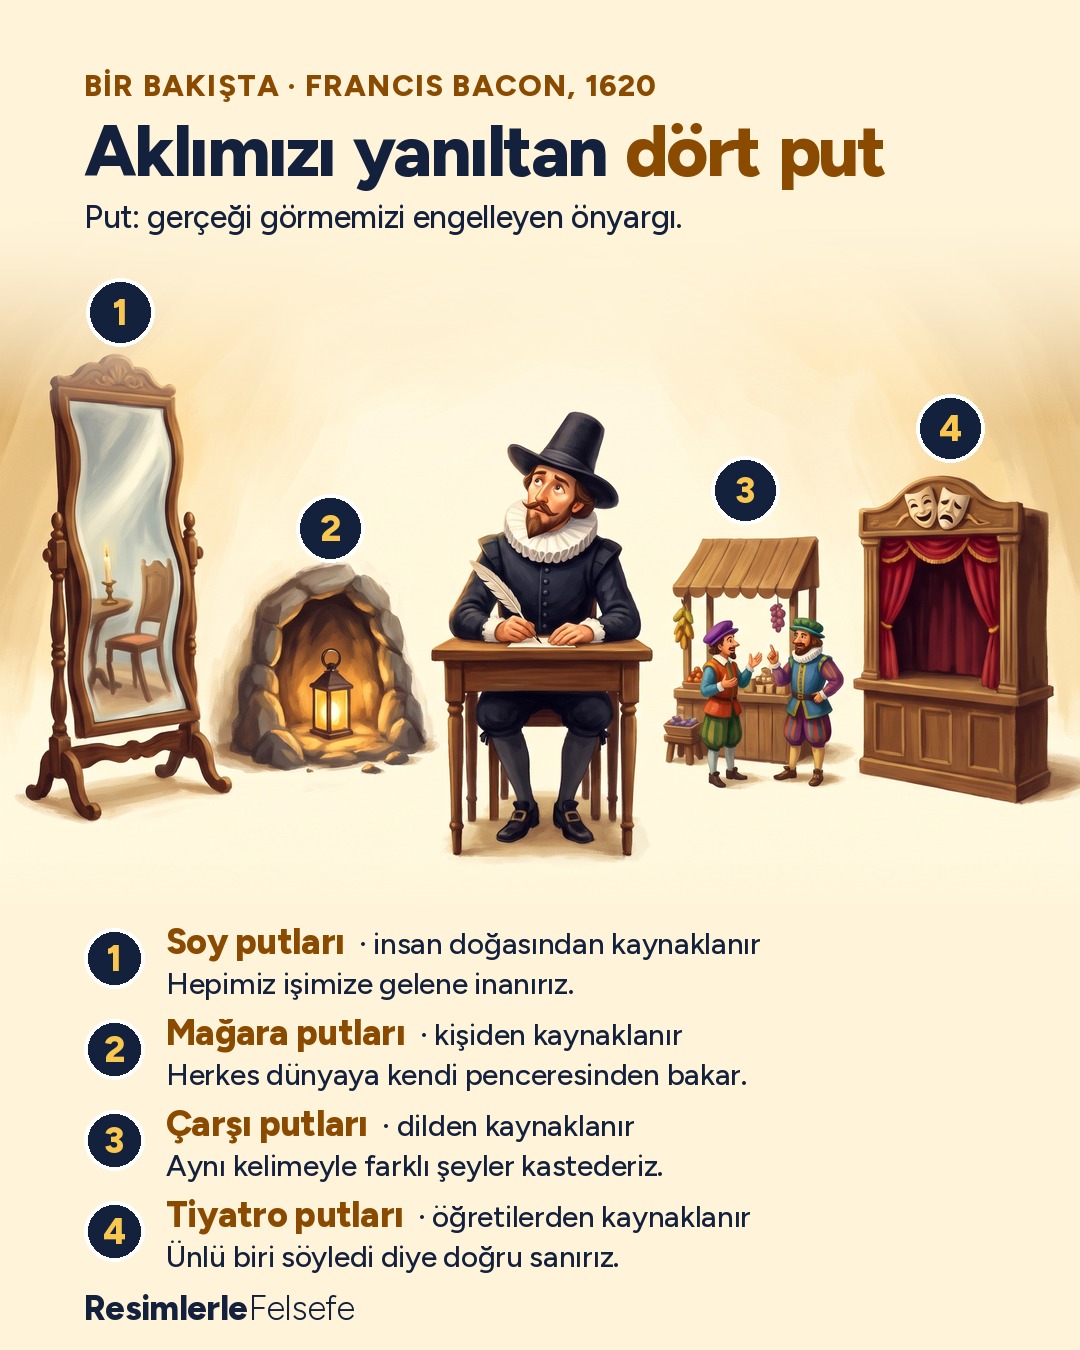 BİR BAKIŞTA · FRANCIS BACON, 1620
Aklımızı yanıltan dört put
Put: gerçeği görmemizi engelleyen önyargı.
1
2
3
4
1 Soy putları · insan doğasından kaynaklanır
Hepimiz işimize gelene inanırız.
2 Mağara putları · kişiden kaynaklanır
Herkes dünyaya kendi penceresinden bakar.
3 Çarşı putları · dilden kaynaklanır
Aynı kelimeyle farklı şeyler kastederiz.
4 Tiyatro putları · öğretilerden kaynaklanır
Ünlü biri söyledi diye doğru sanırız.
ResimlerleFelsefe